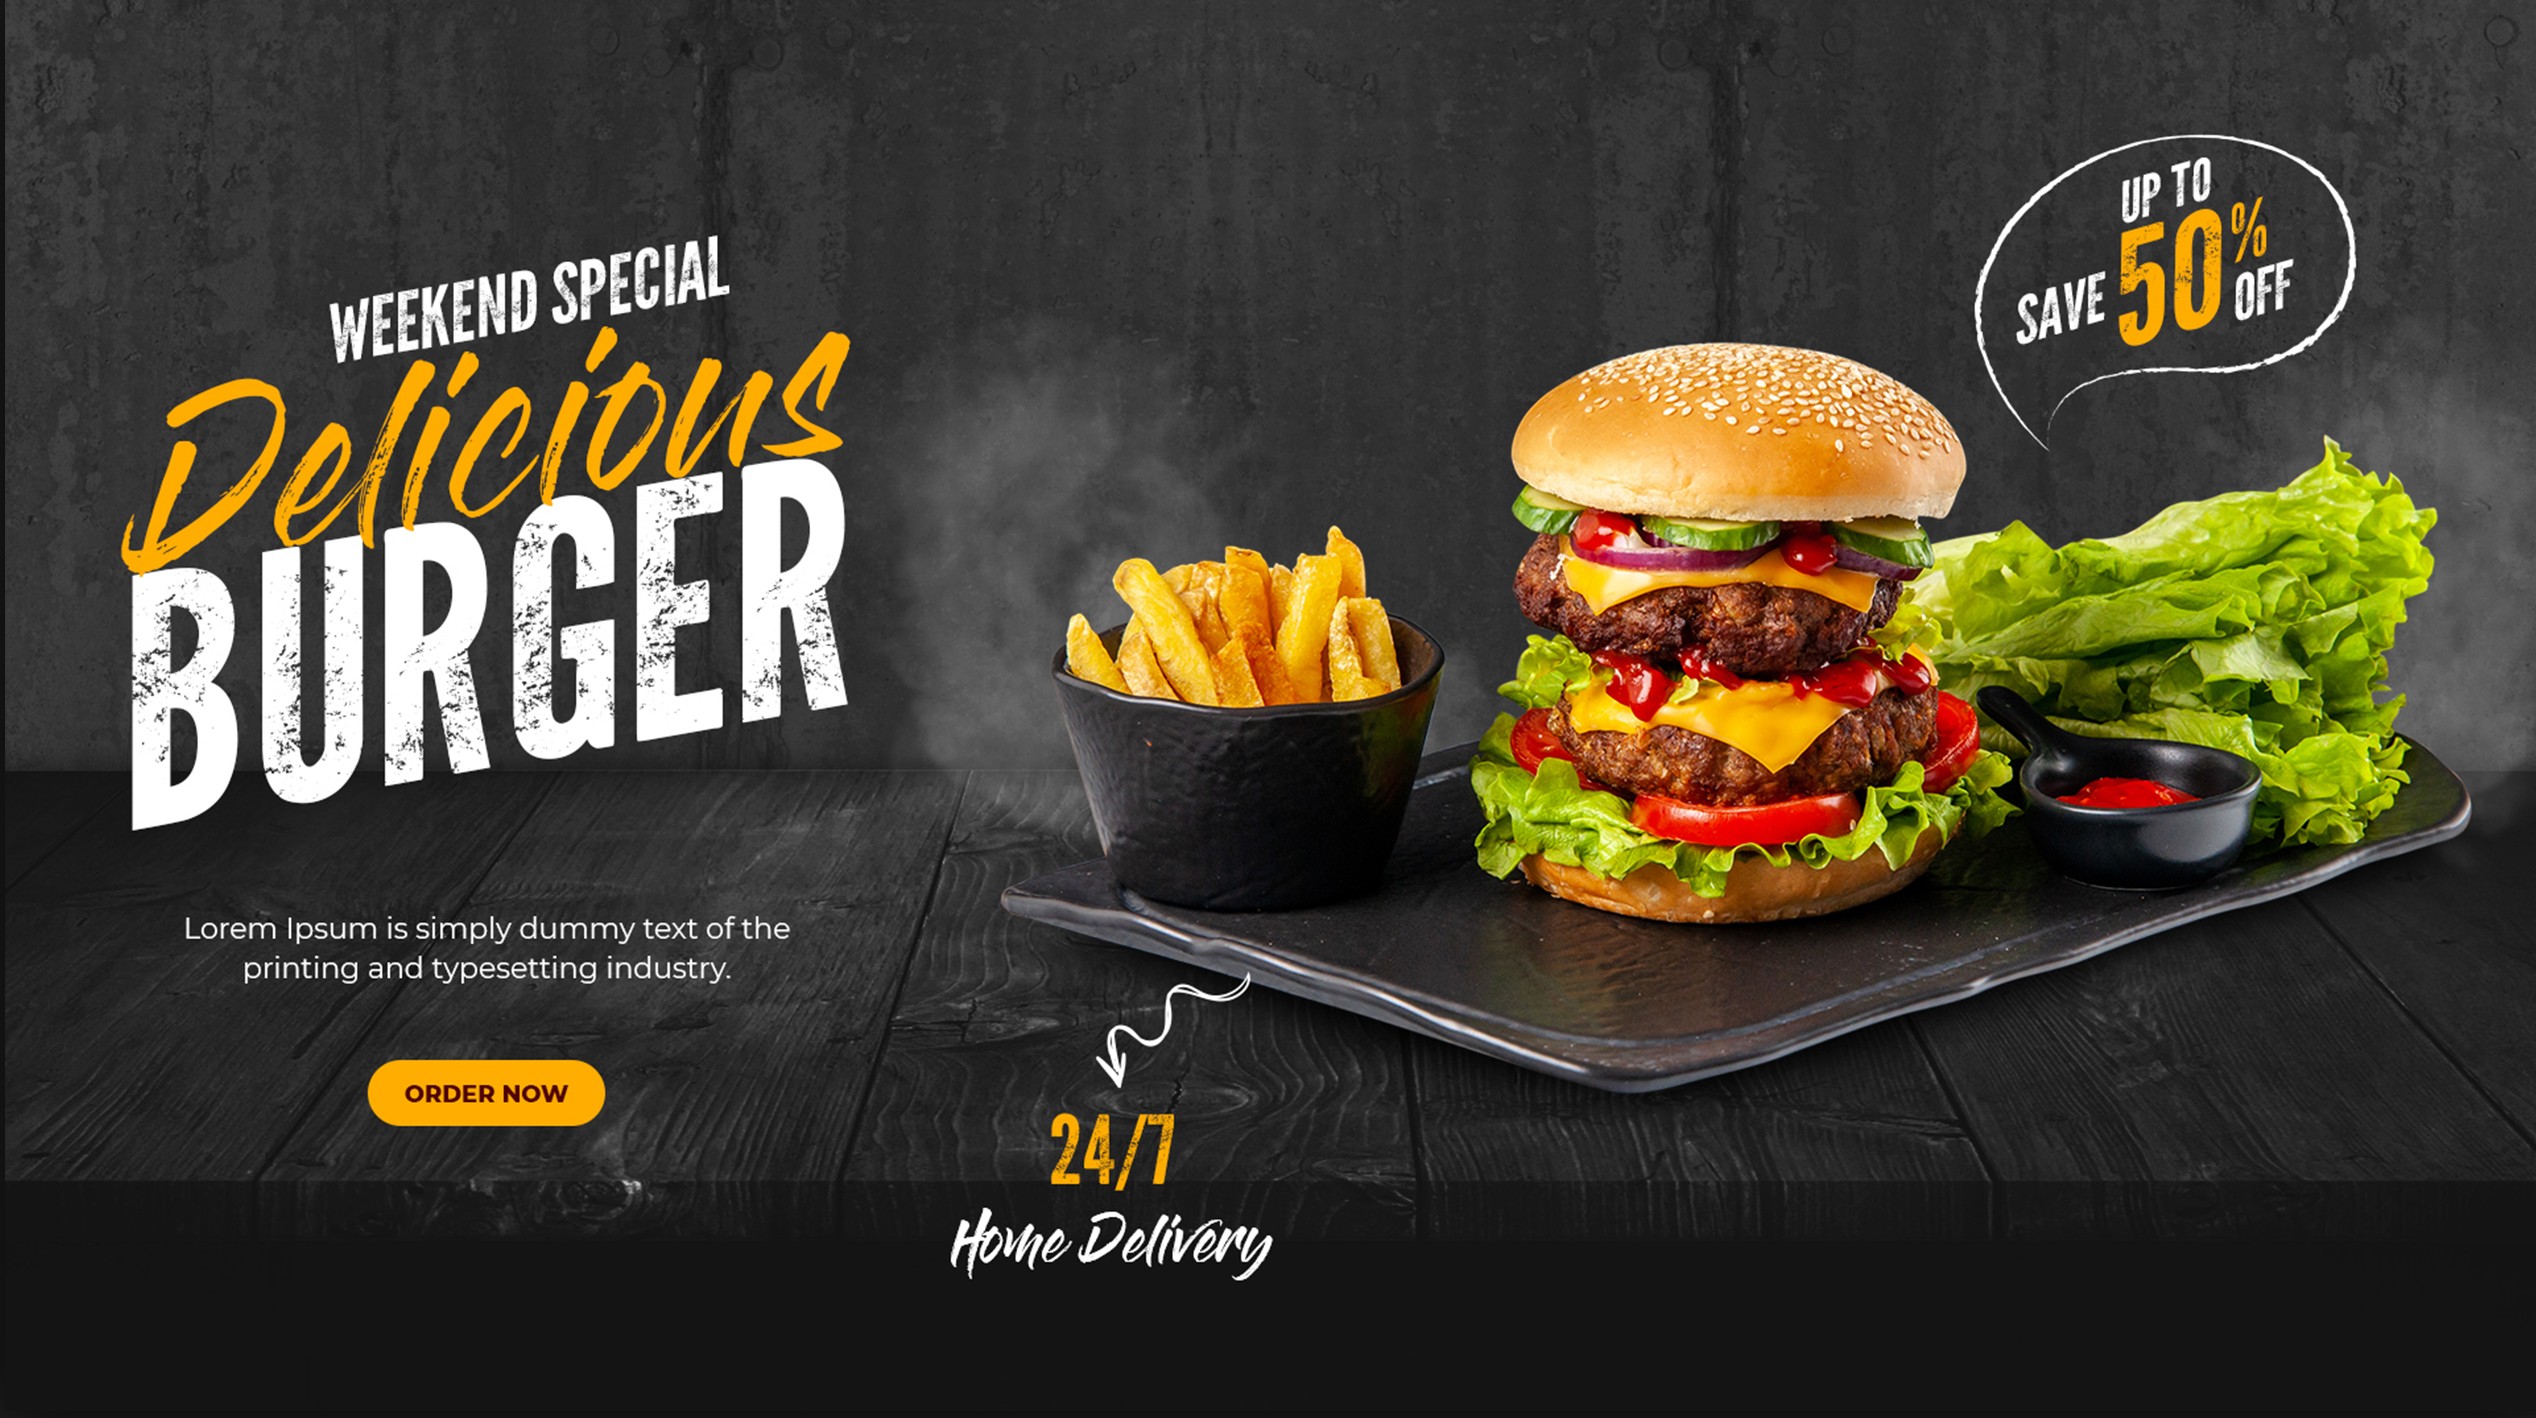 WEEKEND SPECIAL
Delicious
BURGER
Lorem Ipsum is simply dummy text of the
printing and typesetting industry.
ORDER NOW
24/7
Home Delivery
UP TO
SAVE 50% OFF